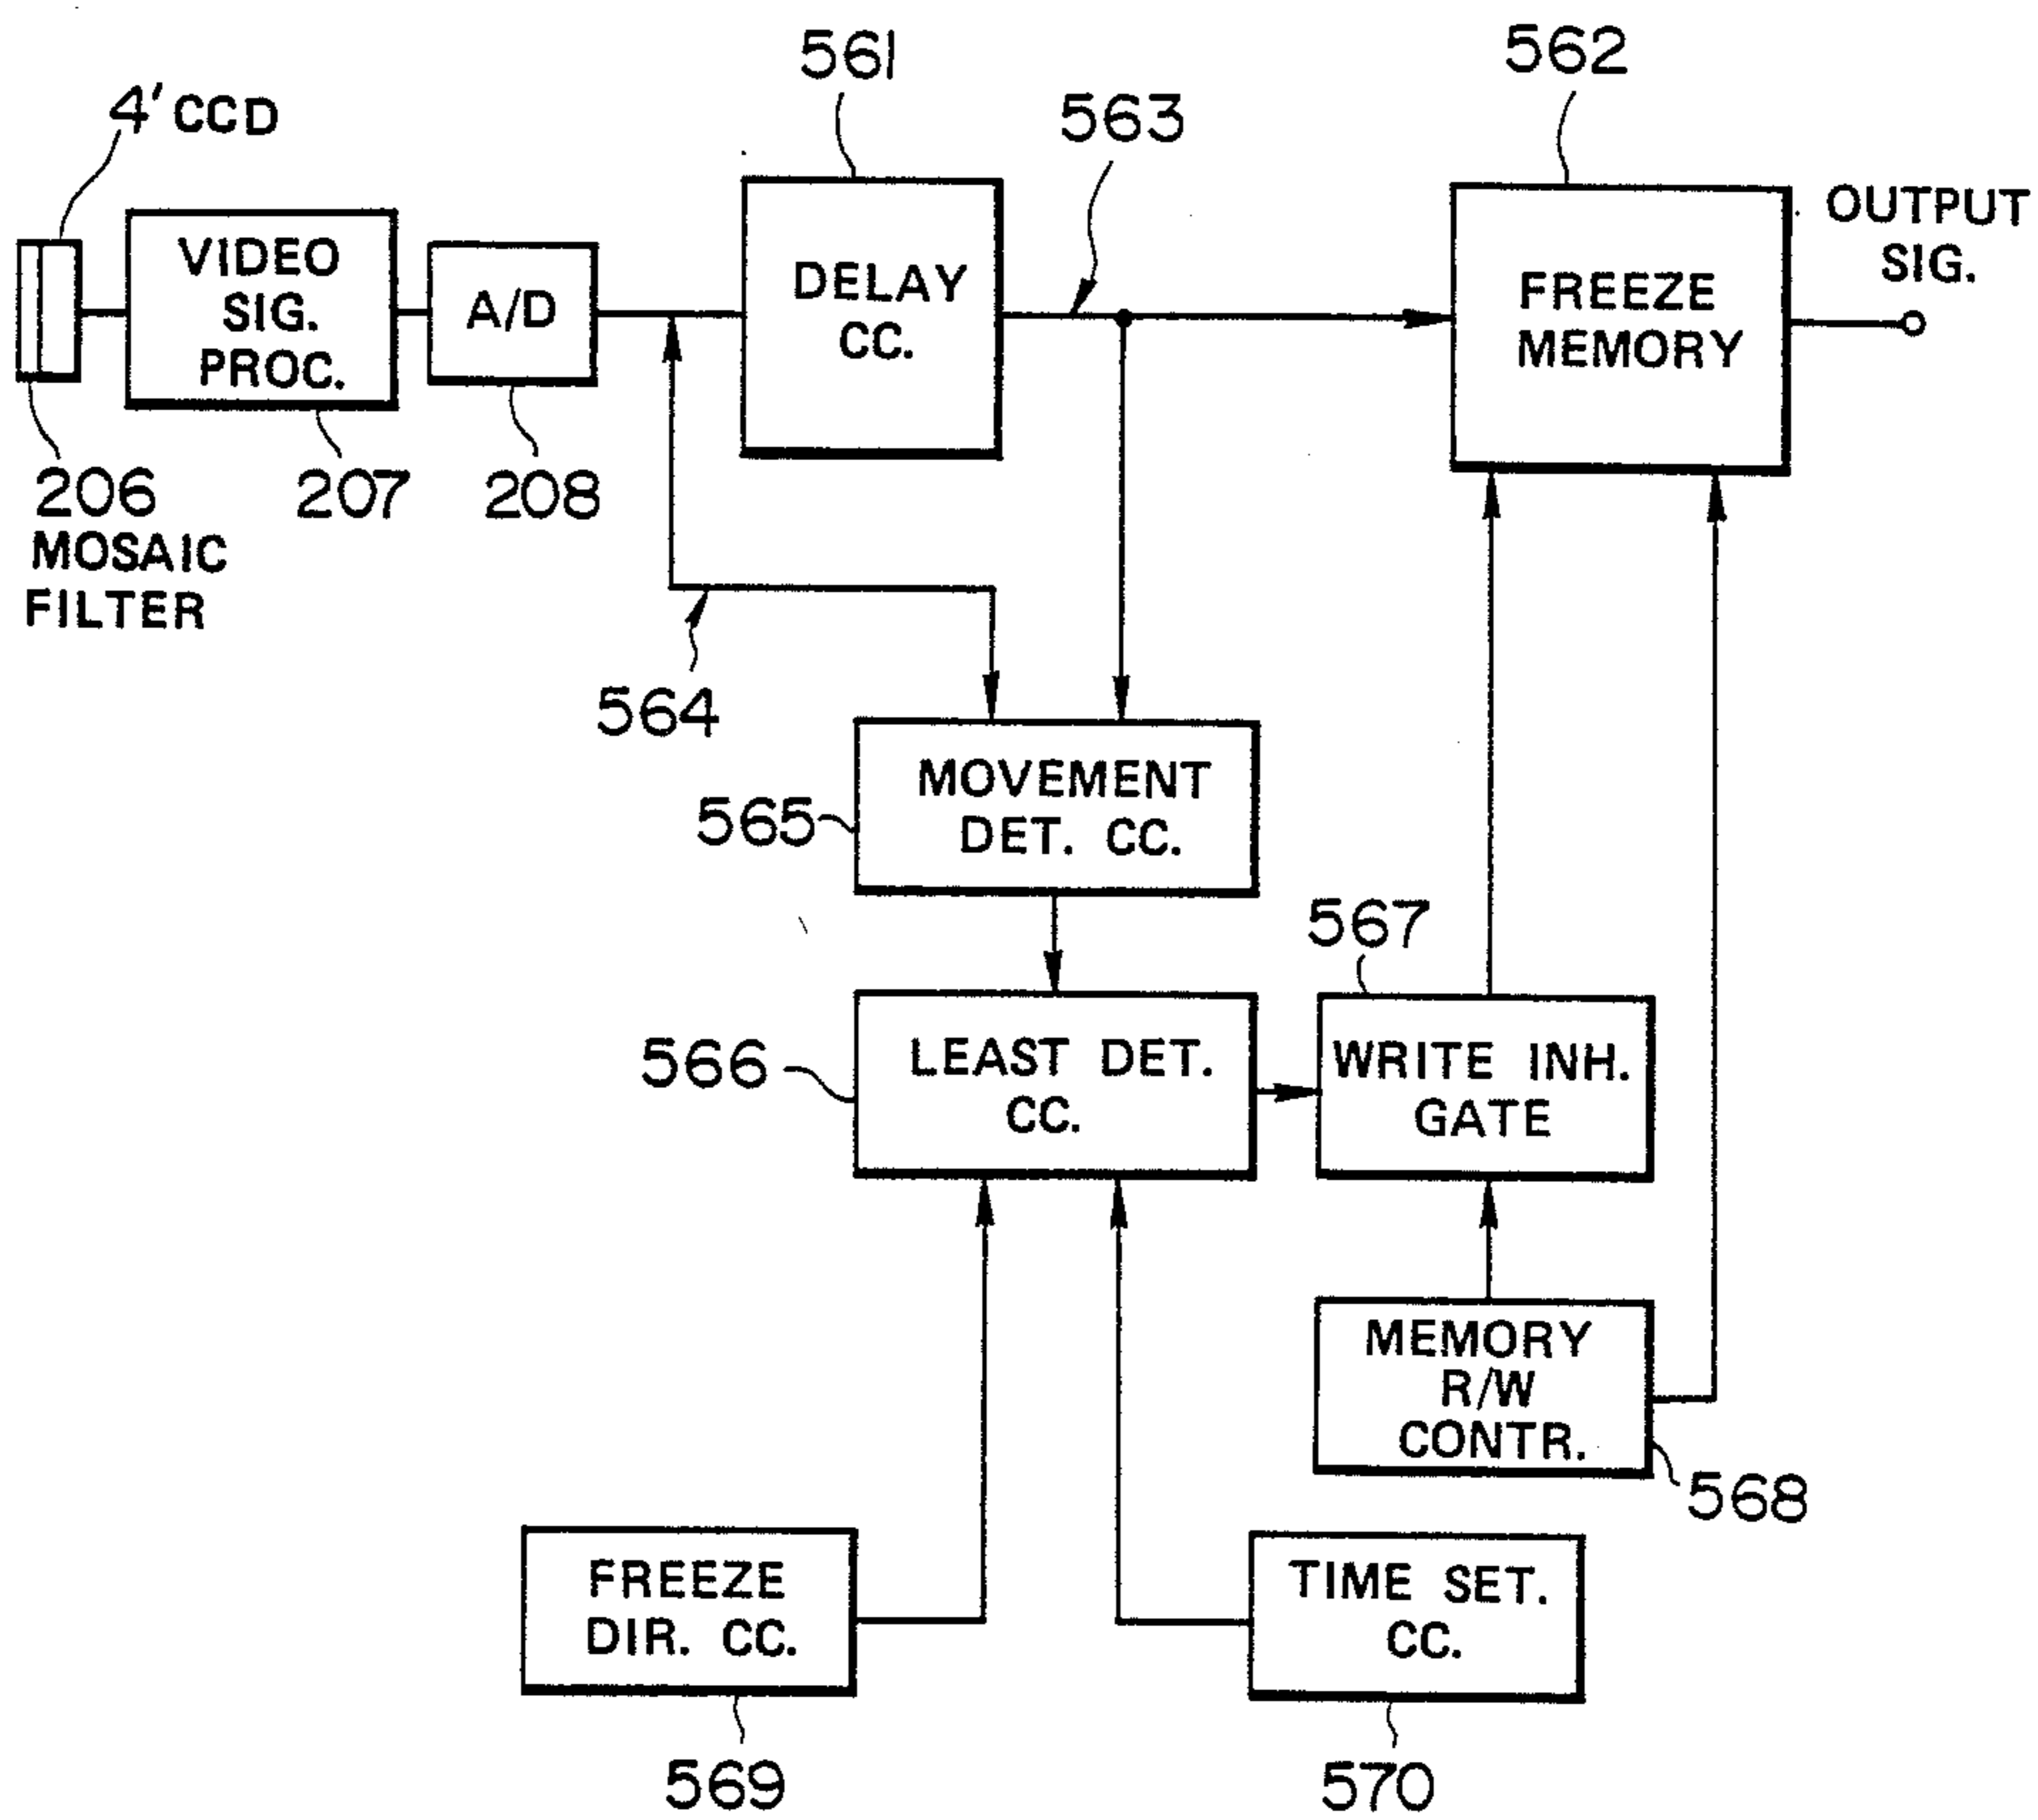 561
562
4' CCD
563
OUTPUT
SIG.
VIDEO
SIG.
PROC.
A/D
DELAY
CC.
FREEZE
MEMORY
206
MOSAIC
FILTER
207
208
564
565
MOVEMENT
DET. CC.
567
566
LEAST DET.
CC.
WRITE INH.
GATE
MEMORY
R/W
CONTR.
568
FREEZE
DIR. CC.
TIME SET.
CC.
569
570